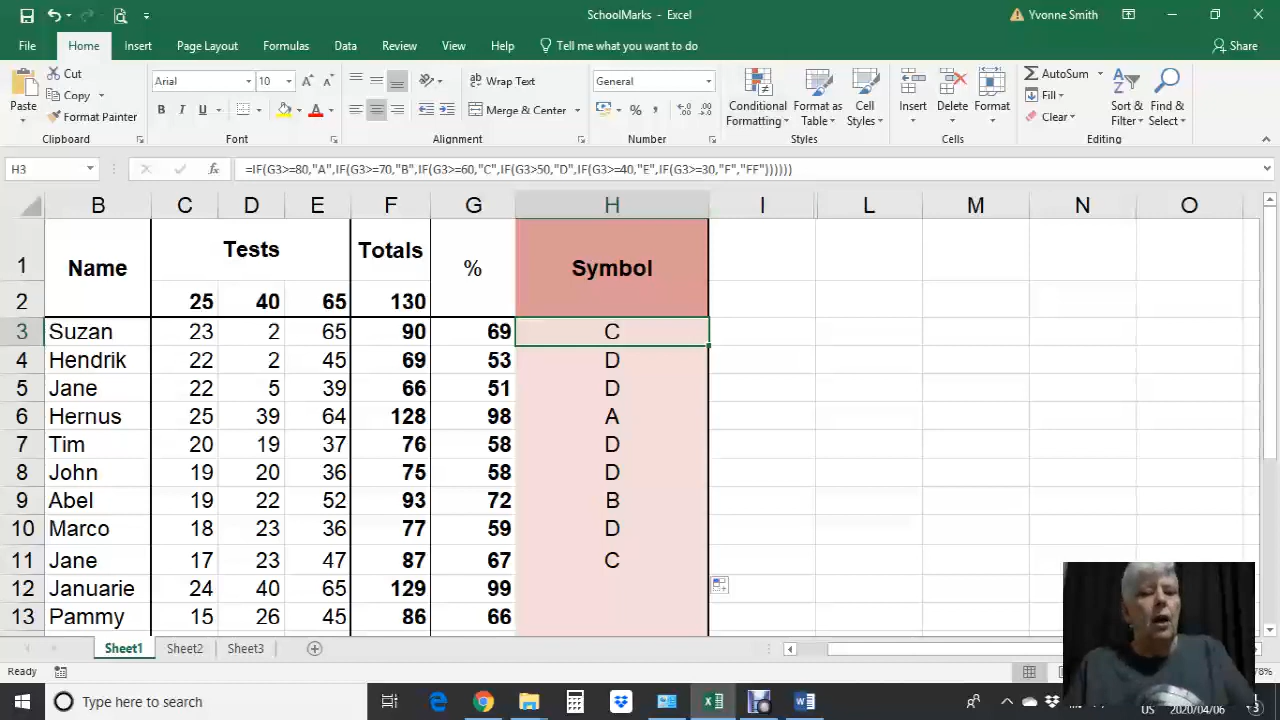 SchoolMarks - Excel
Yvonne Smith
File Home Insert Page Layout Formulas Data Review View Help Tell me what you want to do Share
Paste Cut Copy Format Painter Clipboard
Arial 10 A A B I U A Font
Wrap Text Merge & Center Alignment
General % , Number
Conditional Formatting Format as Table Cell Styles Styles
Insert Delete Format Cells
AutoSum Fill Clear Sort & Filter Find & Select Editing
H3 fx =IF(G3>=80,"A",IF(G3>=70,"B",IF(G3>=60,"C",IF(G3>50,"D",IF(G3>=40,"E",IF(G3>=30,"F","FF"))))))
B C D E F G H I L M N O
1 Name Tests Totals % Symbol
2 25 40 65 130
3 Suzan 23 2 65 90 69 C
4 Hendrik 22 2 45 69 53 D
5 Jane 22 5 39 66 51 D
6 Hernus 25 39 64 128 98 A
7 Tim 20 19 37 76 58 D
8 John 19 20 36 75 58 D
9 Abel 19 22 52 93 72 B
10 Marco 18 23 36 77 59 D
11 Jane 17 23 47 87 67 C
12 Januarie 24 40 65 129 99
13 Pammy 15 26 45 86 66
Sheet1 Sheet2 Sheet3
Ready 78%
Type here to search
US 2020/04/06